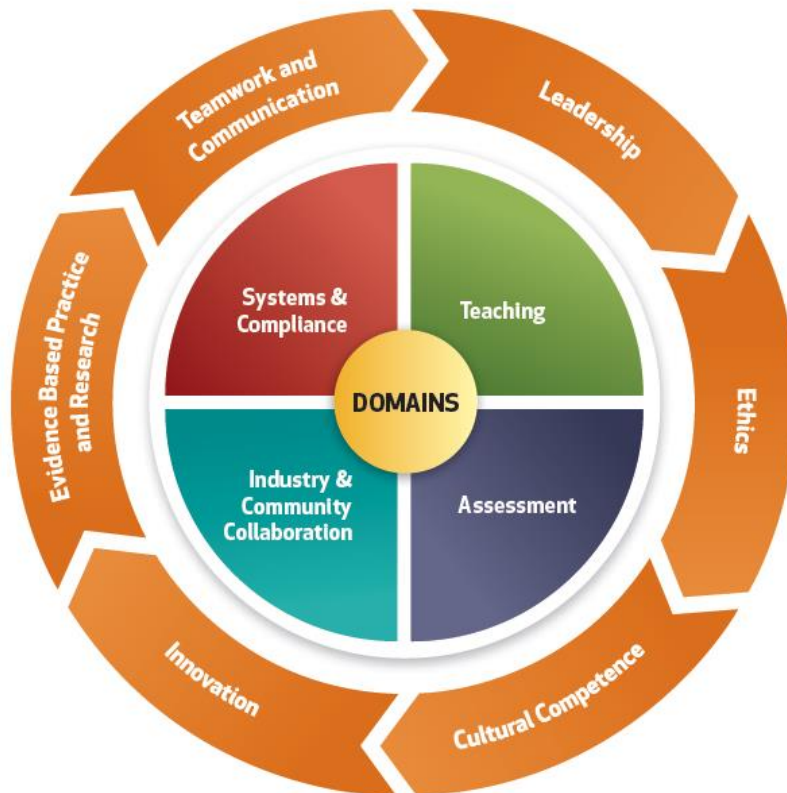 Teamwork and
Communication
Leadership
Ethics
Cultural Competence
Innovation
Evidence Based Practice
and Research
Systems &
Compliance
Teaching
DOMAINS
Industry &
Community
Collaboration
Assessment